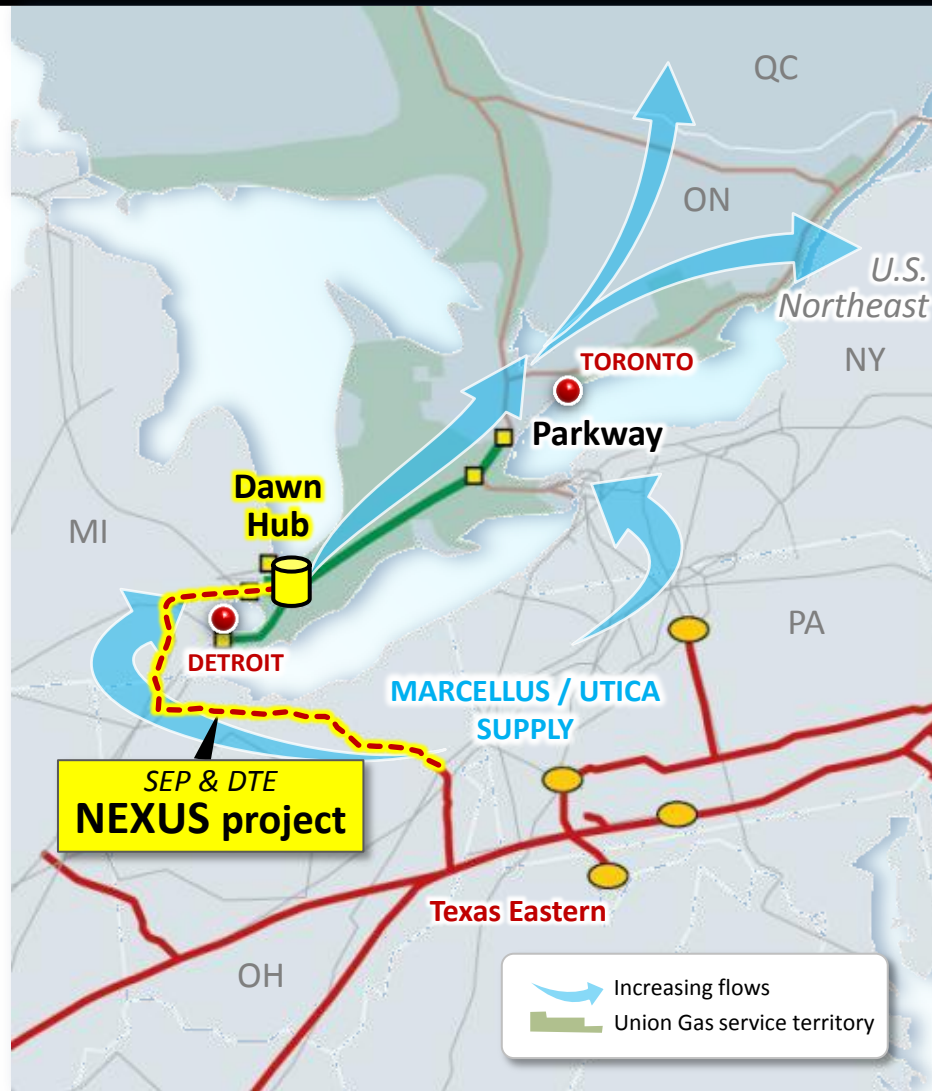 QC
ON
U.S.
Northeast
NY
TORONTO
Parkway
Dawn
Hub
MI
PA
DETROIT
MARCELLUS / UTICA
SUPPLY
SEP & DTE
NEXUS project
Texas Eastern
OH
Increasing flows
Union Gas service territory